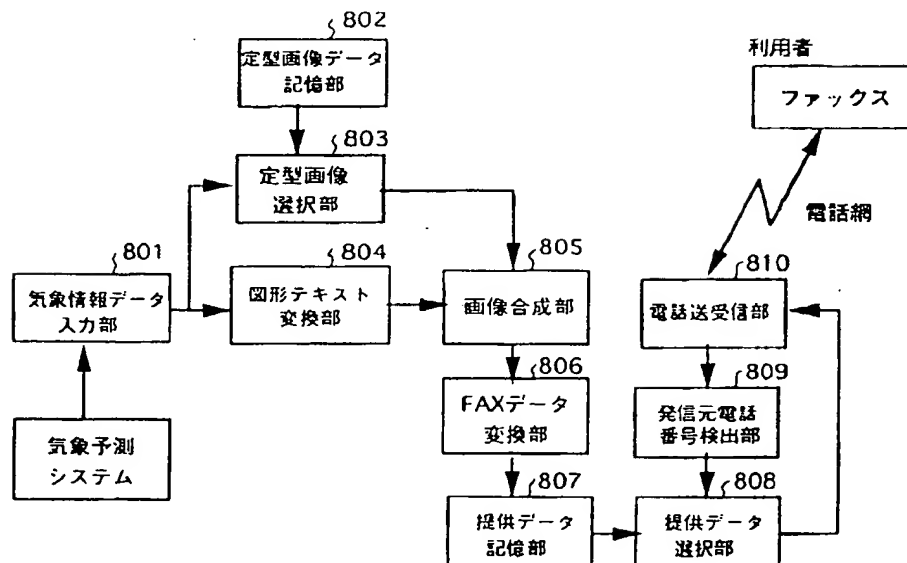 802
定型画像データ
記憶部
利用者
ファックス
803
定型画像
選択部
電話網
801
気象情報データ
入力部
804
図形テキスト
変換部
805
画像合成部
810
電話送受信部
806
FAXデータ
変換部
809
発信元電話
番号検出部
気象予測
システム
807
提供データ
記憶部
808
提供データ
選択部